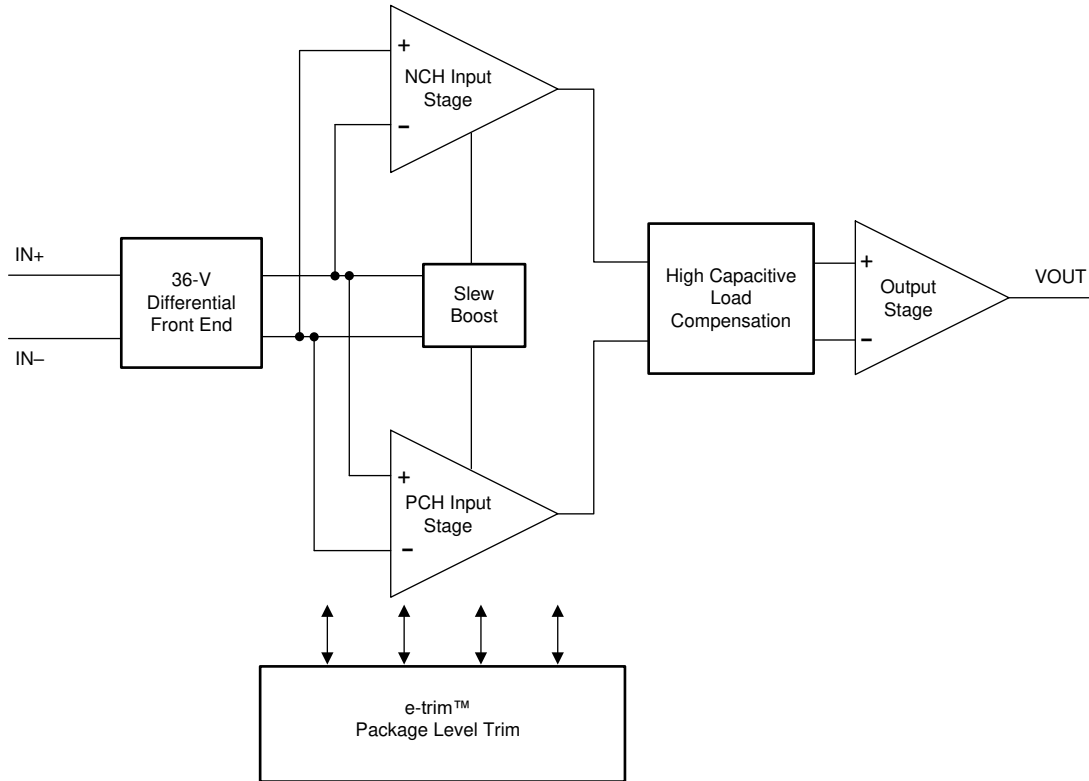 +
NCH Input
Stage
−
IN+
IN−
36-V
Differential
Front End
Slew
Boost
High Capacitive
Load
Compensation
+
Output
Stage
−
VOUT
+
PCH Input
Stage
−
e-trim™
Package Level Trim